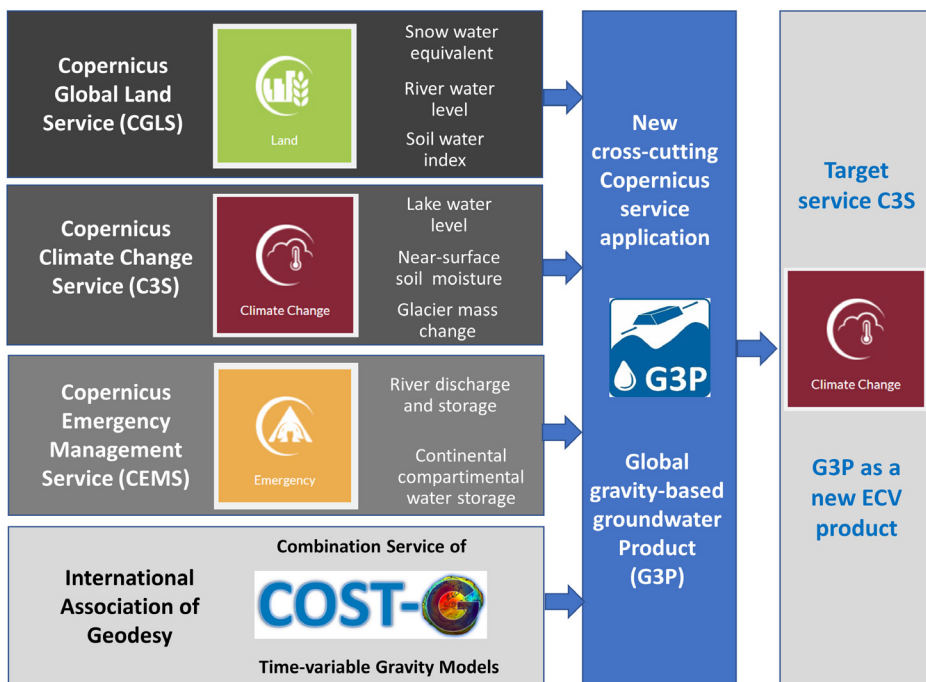 Copernicus
Global Land
Service (CGLS)
Land
Snow water
equivalent
River water
level
Soil water
index
Copernicus
Climate Change
Service (C3S)
Climate Change
Lake water
level
Near-surface
soil moisture
Glacier mass
change
Copernicus
Emergency
Management
Service (CEMS)
Emergency
River discharge
and storage
Continental
compartimental
water storage
International
Association of
Geodesy
Combination Service of
COST-G
Time-variable Gravity Models
New
cross-cutting
Copernicus
service
application
G3P
Global
gravity-based
groundwater
Product
(G3P)
Target
service C3S
Climate Change
G3P as a
new ECV
product